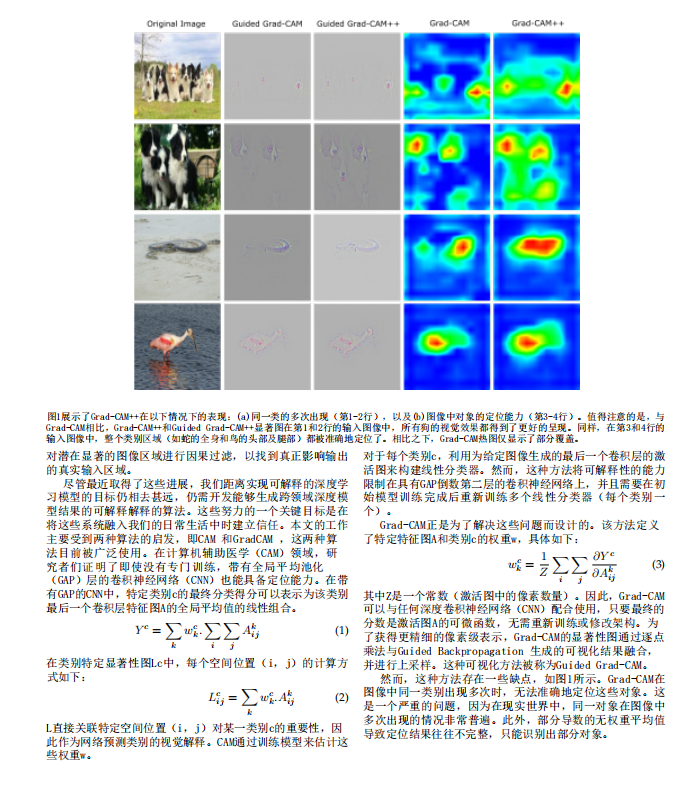 Original Image Guided Grad-CAM Guided Grad-CAM++ Grad-CAM Grad-CAM++
图1展示了Grad-CAM++在以下情况下的表现：(a)同一类的多次出现（第1-2行），以及(b)图像中对象的定位能力（第3-4行）。值得注意的是，与
Grad-CAM相比，Grad-CAM++和Guided Grad-CAM++显著图在第1和2行的输入图像中，所有狗的视觉效果都得到了更好的呈现。同样，在第3和4行的
输入图像中，整个类别区域（如蛇的全身和鸟的头部及腿部）都被准确地定位了。相比之下，Grad-CAM热图仅显示了部分覆盖。
对潜在显著的图像区域进行因果过滤，以找到真正影响输出
的真实输入区域。
尽管最近取得了这些进展，我们距离实现可解释的深度学
习模型的目标仍相去甚远，仍需开发能够生成跨领域深度模
型结果的可解释解释的算法。这些努力的一个关键目标是在
将这些系统融入我们的日常生活中时建立信任。本文的工作
主要受到两种算法的启发，即CAM 和GradCAM ，这两种算
法目前被广泛使用。在计算机辅助医学（CAM）领域，研
究者们证明了即使没有专门训练，带有全局平均池化
（GAP）层的卷积神经网络（CNN）也能具备定位能力。在带
有GAP的CNN中，特定类别c的最终分类得分可以表示为该类别
最后一个卷积层特征图A的全局平均值的线性组合。
Y^c = ∑_k w_k^c. ∑_i ∑_j A_{ij}^k (1)
在类别特定显著性图Lc中，每个空间位置（i，j）的计算方
式如下：
L_{ij}^c = ∑_k w_k^c. A_{ij}^k (2)
L直接关联特定空间位置（i，j）对某一类别c的重要性，因
此作为网络预测类别的视觉解释。CAM通过训练模型来估计这
些权重w。
对于每个类别c，利用为给定图像生成的最后一个卷积层的激
活图来构建线性分类器。然而，这种方法将可解释性的能力
限制在具有GAP倒数第二层的卷积神经网络上，并且需要在初
始模型训练完成后重新训练多个线性分类器（每个类别一
个）。
Grad-CAM正是为了解决这些问题而设计的。该方法定义
了特定特征图A和类别c的权重w，具体如下：
w_k^c = 1/Z ∑_i ∑_j ∂Y^c/∂A_{ij}^k (3)
其中Z是一个常数（激活图中的像素数量）。因此，Grad-CAM
可以与任何深度卷积神经网络（CNN）配合使用，只要最终的
分数是激活图A的可微函数，无需重新训练或修改架构。为
了获得更精细的像素级表示，Grad-CAM的显著性图通过逐点
乘法与Guided Backpropagation 生成的可视化结果融合，
并进行上采样。这种可视化方法被称为Guided Grad-CAM。
然而，这种方法存在一些缺点，如图1所示。Grad-CAM在
图像中同一类别出现多次时，无法准确地定位这些对象。这
是一个严重的问题，因为在现实世界中，同一对象在图像中
多次出现的情况非常普遍。此外，部分导数的无权重平均值
导致定位结果往往不完整，只能识别出部分对象。